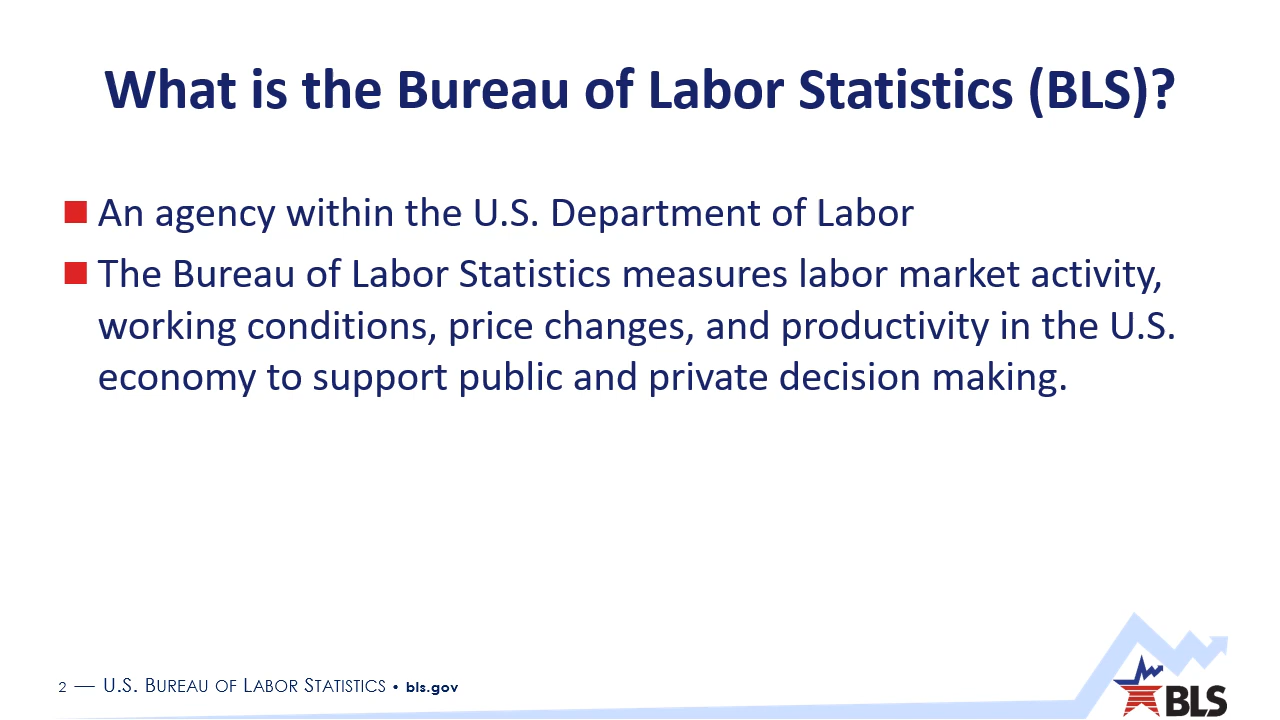 What is the Bureau of Labor Statistics (BLS)?
An agency within the U.S. Department of Labor
The Bureau of Labor Statistics measures labor market activity,
working conditions, price changes, and productivity in the U.S.
economy to support public and private decision making.
2 — U.S. BUREAU OF LABOR STATISTICS • bls.gov
BLS